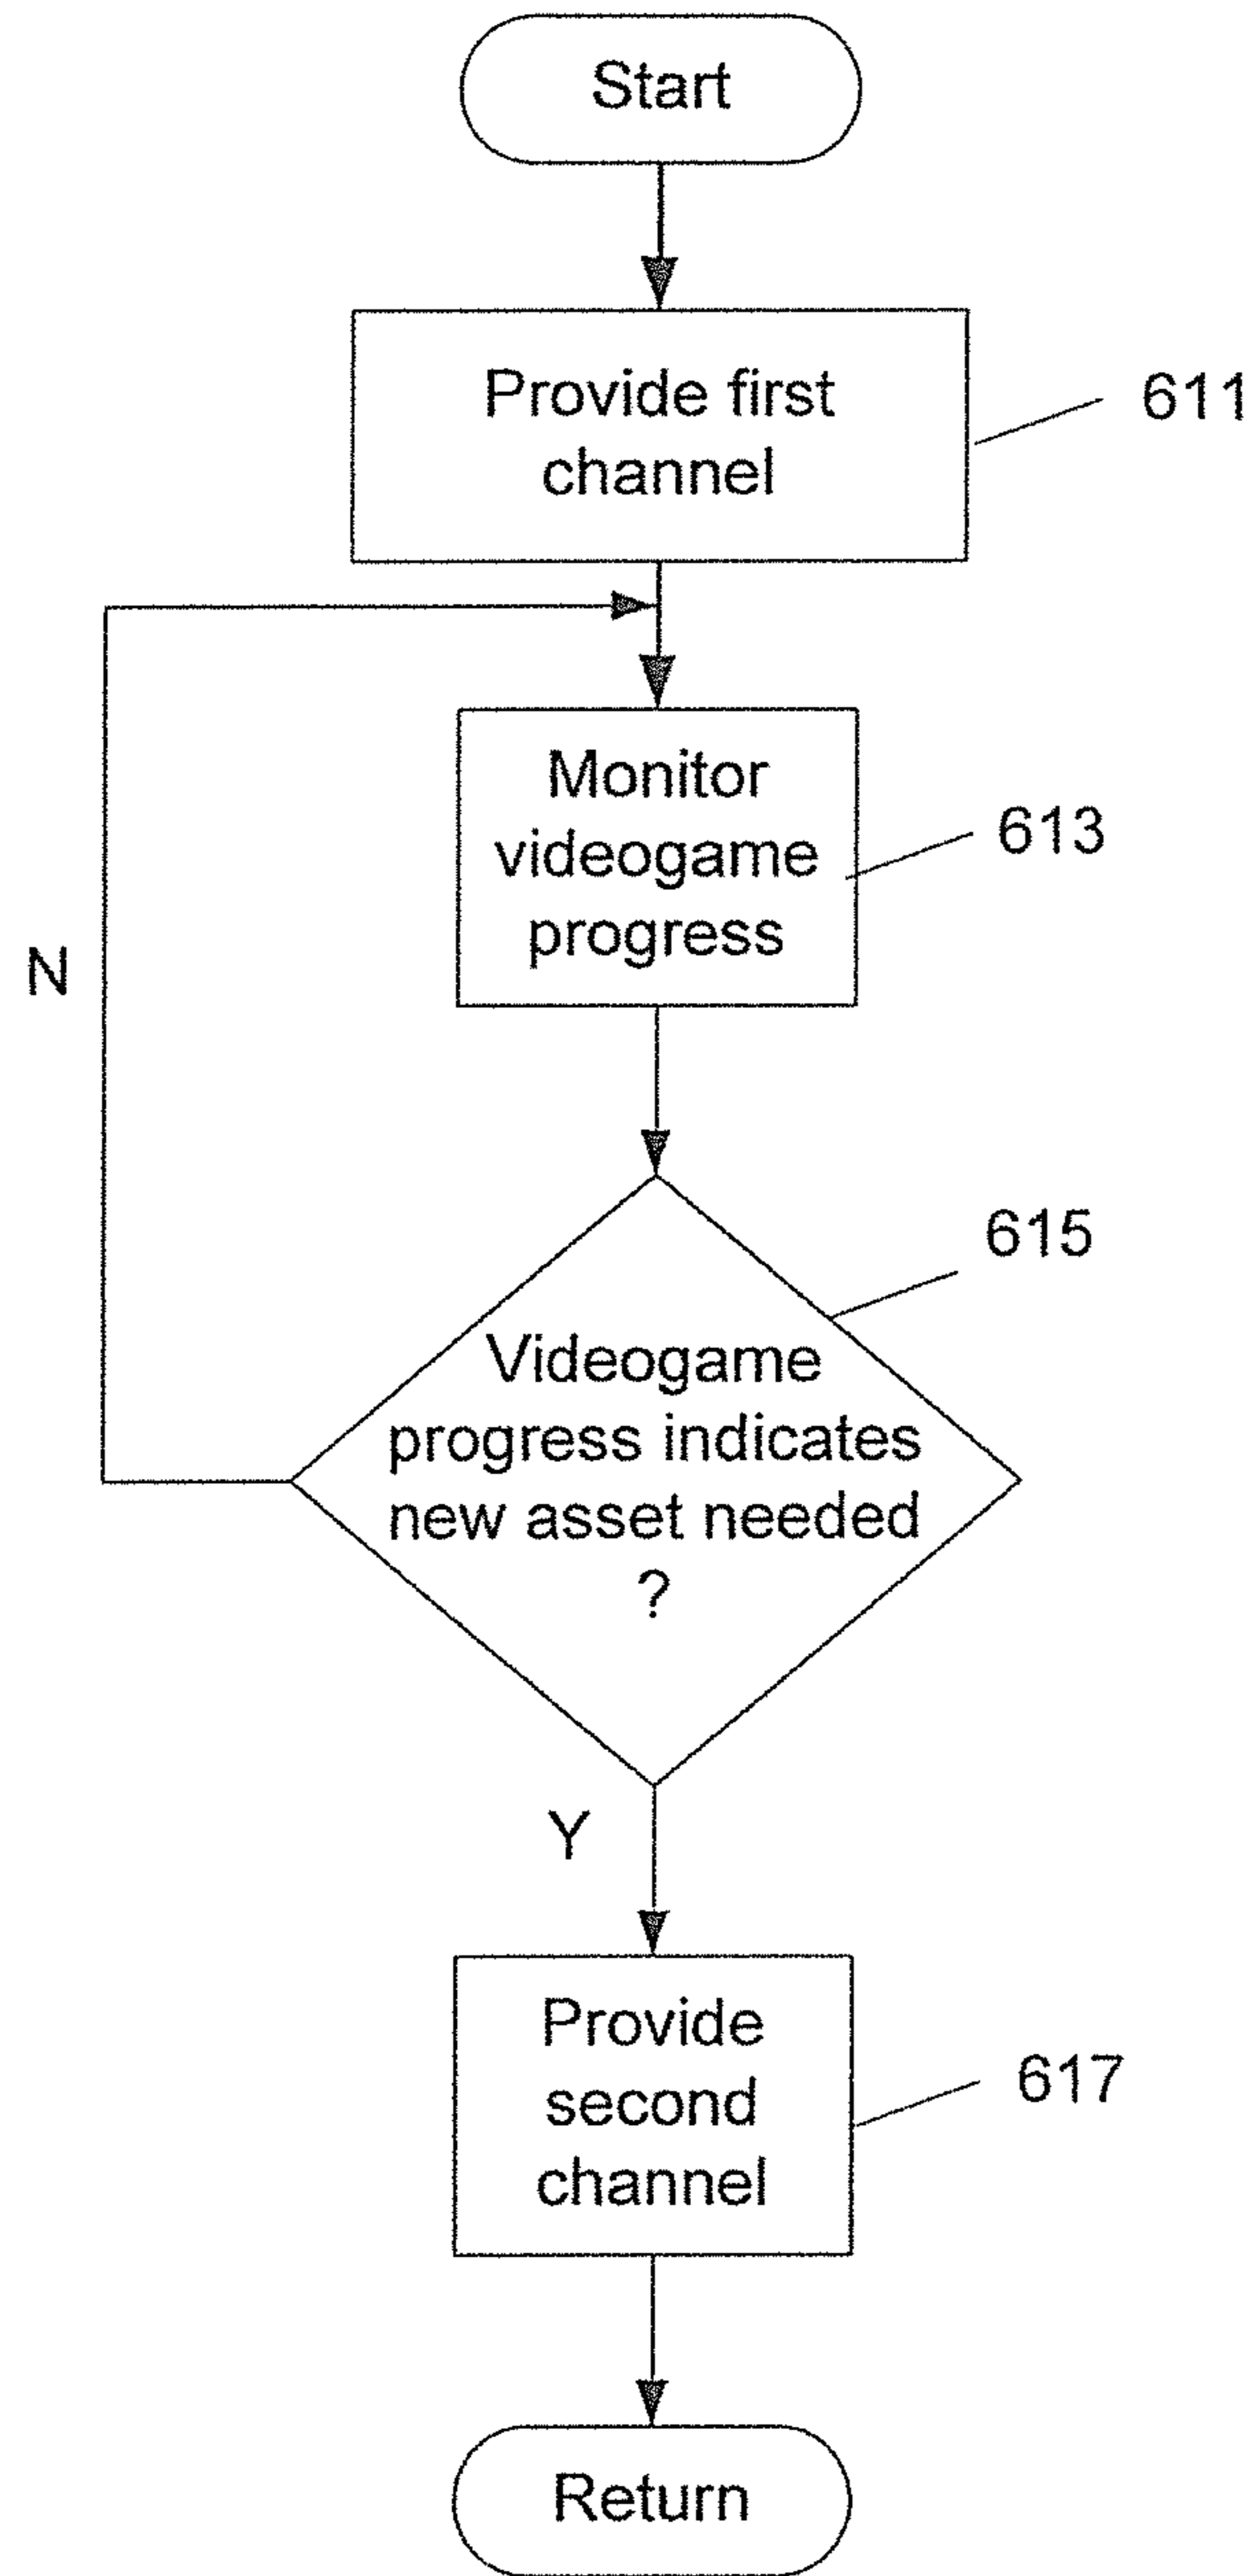 Start
Provide first
channel
611
Monitor
videogame
progress
613
N
615
Videogame
progress indicates
new asset needed
?
Y
Provide
second
channel
617
Return